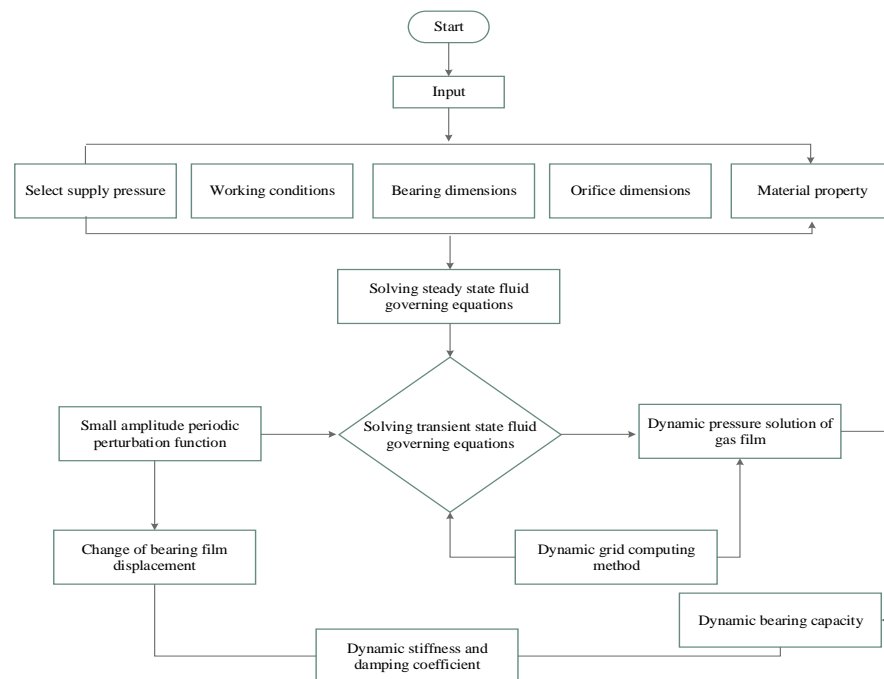 Start
Input
Select supply pressure
Working conditions
Bearing dimensions
Orifice dimensions
Material property
Solving steady state fluid
governing equations
Small amplitude periodic
perturbation function
Solving transient state fluid
governing equations
Dynamic pressure solution of
gas film
Change of bearing film
displacement
Dynamic grid computing
method
Dynamic bearing capacity
Dynamic stiffness and
damping coefficient